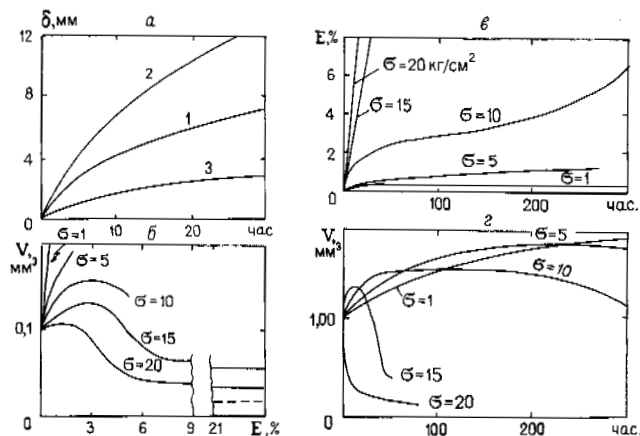 δ, мм
а
12
8
4
0
2
1
3
10
20
час
E, %
в
6
4
2
0
б=20 кг/см²
б=15
б=10
б=5
б=1
100
200
час.
V, мм³
б
0,1
0
б=1
б=5
б=10
б=15
б=20
3
6
9
21
E, %
V, мм³
г
1,00
0,00
б=5
б=10
б=1
б=15
б=20
0
100
200
час.